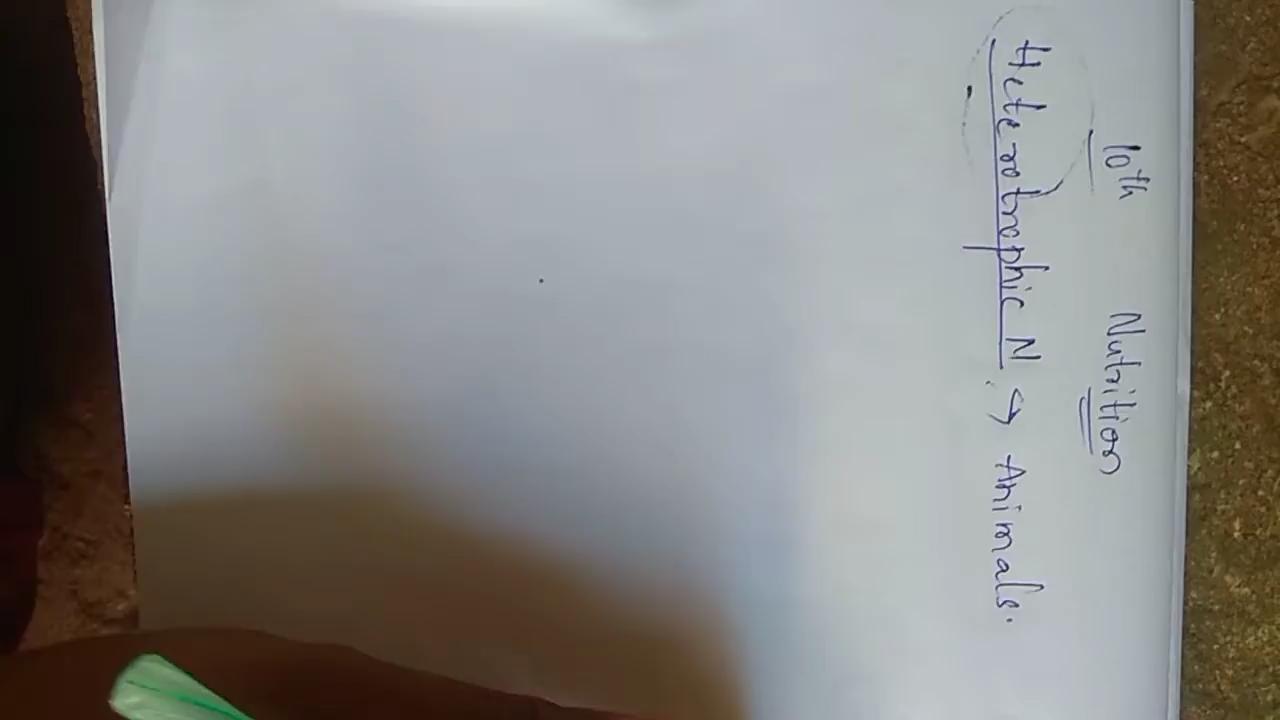 10th Nutrition
Heterotrophic N. → Animals.